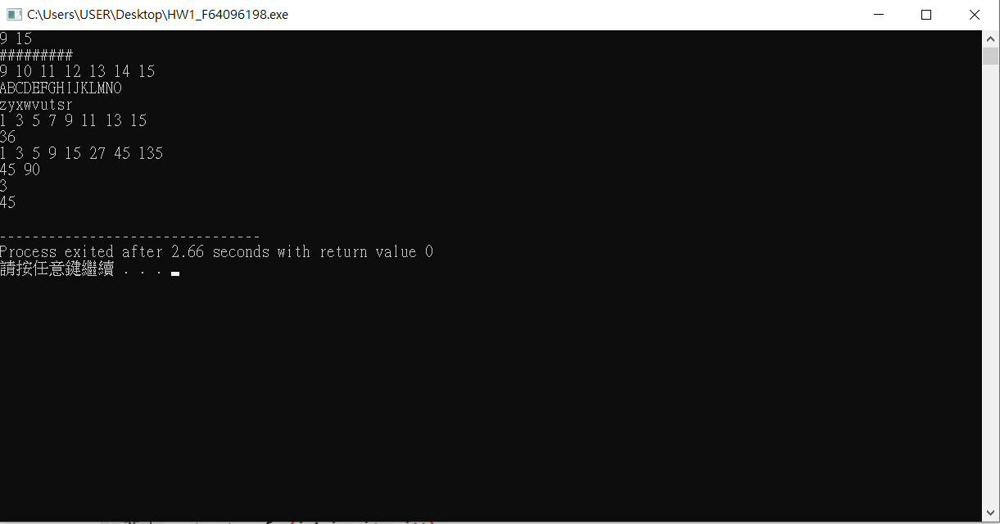 C:\Users\USER\Desktop\HW1_F64096198.exe
9 15
#########
9 10 11 12 13 14 15
ABCDEFGHIJKLMNO
zyxwvutsr
1 3 5 7 9 11 13 15
36
1 3 5 9 15 27 45 135
45 90
3
45
--------------------------------
Process exited after 2.66 seconds with return value 0
請按任意鍵繼續 . . .